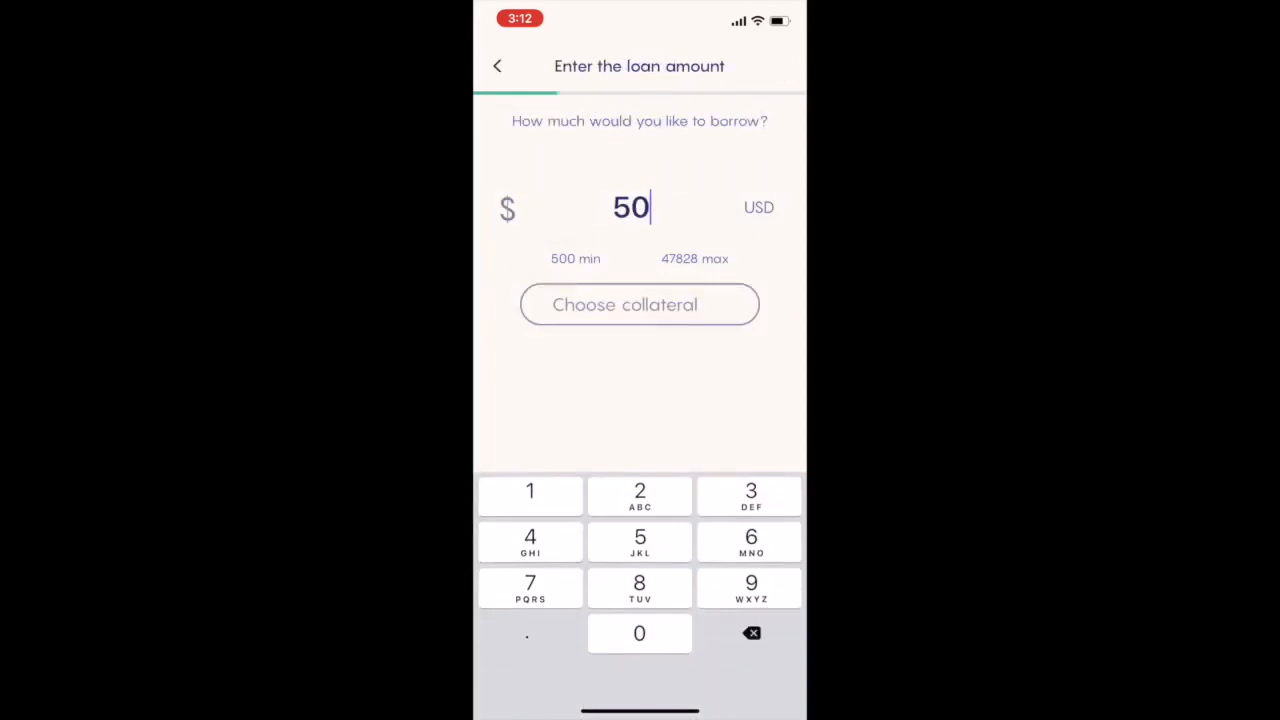 3:12
Enter the loan amount
How much would you like to borrow?
$ 50 USD
500 min 47828 max
Choose collateral
1 2 3
ABC DEF
4 5 6
GHI JKL MNO
7 8 9
PQRS TUV WXYZ
. 0